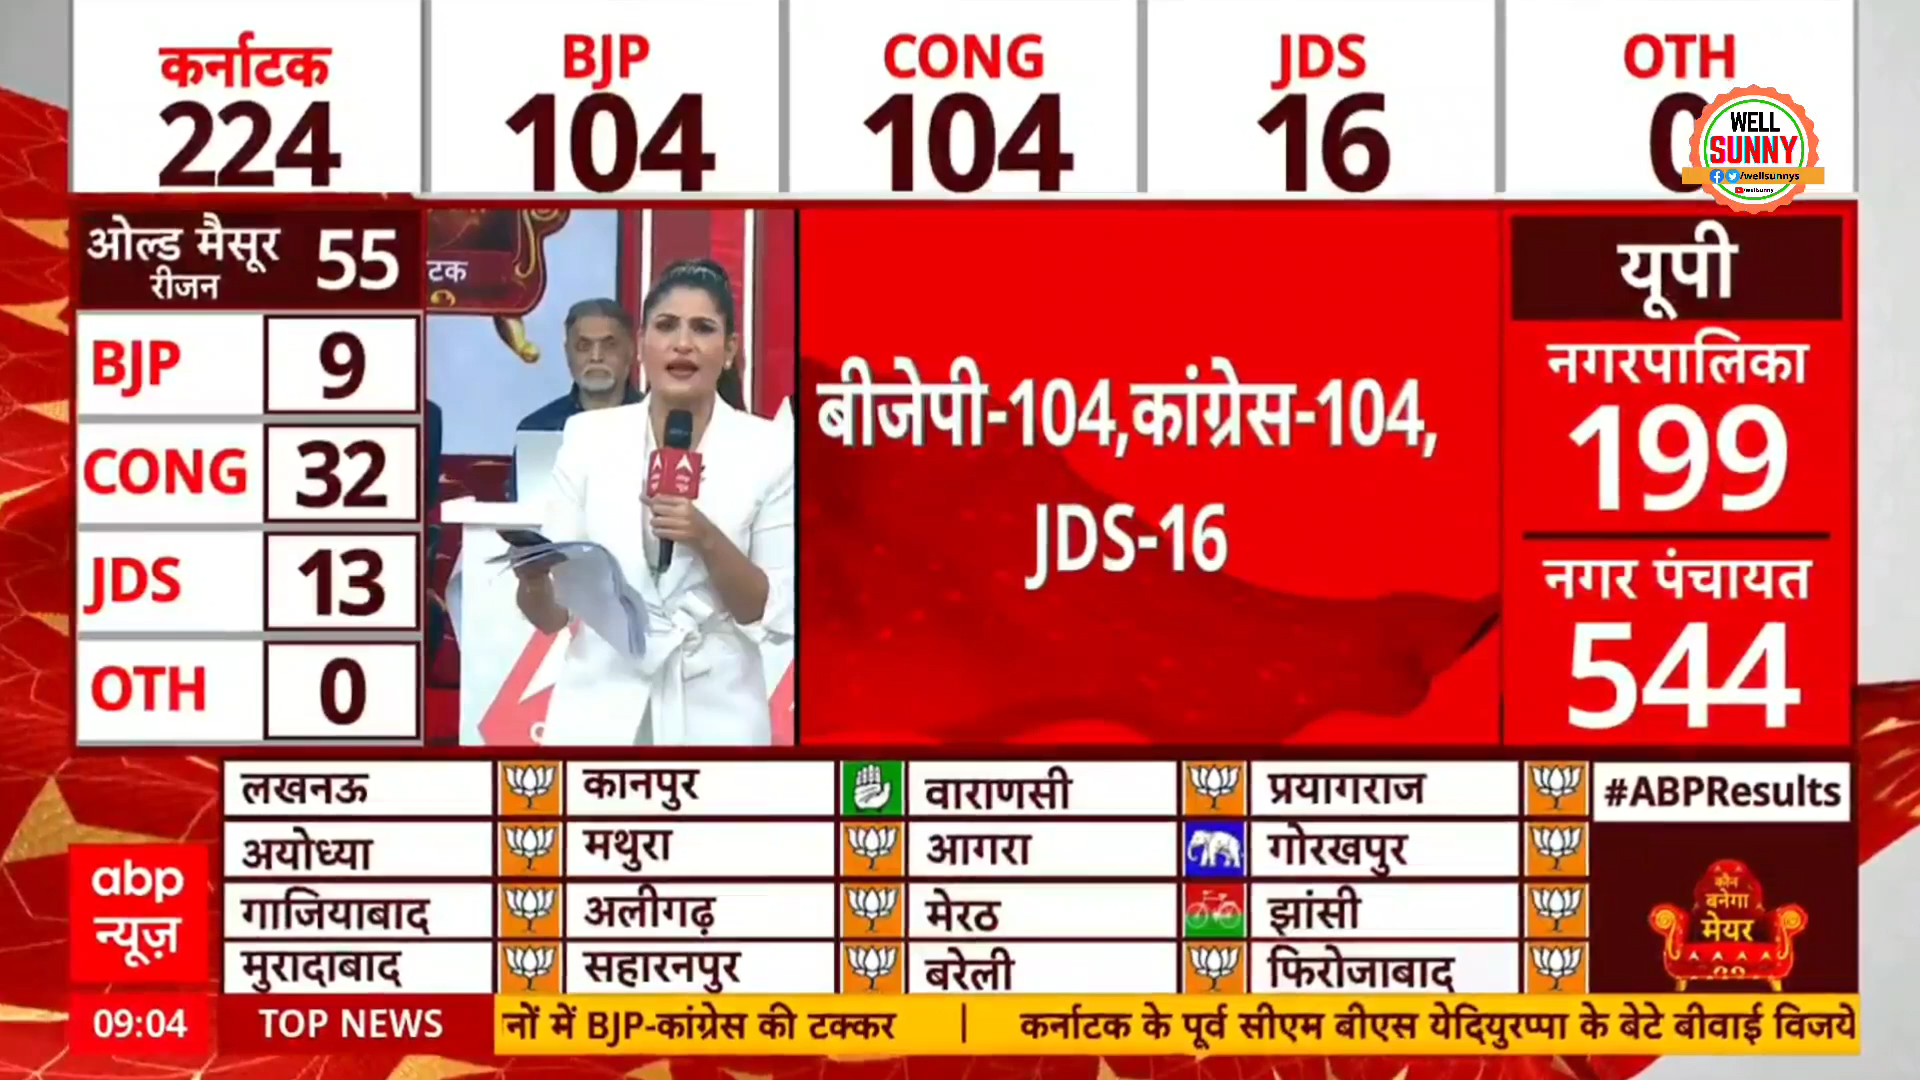 कर्नाटक
224
BJP
104
CONG
104
JDS
16
OTH
0
WELL
SUNNY
/wellsunnys
/wellsunny
ओल्ड मैसूर
रीजन
55
BJP 9
CONG 32
JDS 13
OTH 0
टक
बीजेपी-104,कांग्रेस-104,
JDS-16
यूपी
नगरपालिका
199
नगर पंचायत
544
लखनऊ कानपुर वाराणसी प्रयागराज
अयोध्या मथुरा आगरा गोरखपुर
गाजियाबाद अलीगढ़ मेरठ झांसी
मुरादाबाद सहारनपुर बरेली फिरोजाबाद
#ABPResults
कौन
बनेगा
मेयर
abp
न्यूज़
09:04
TOP NEWS
नों में BJP-कांग्रेस की टक्कर | कर्नाटक के पूर्व सीएम बीएस येदियुरप्पा के बेटे बीवाई विजये